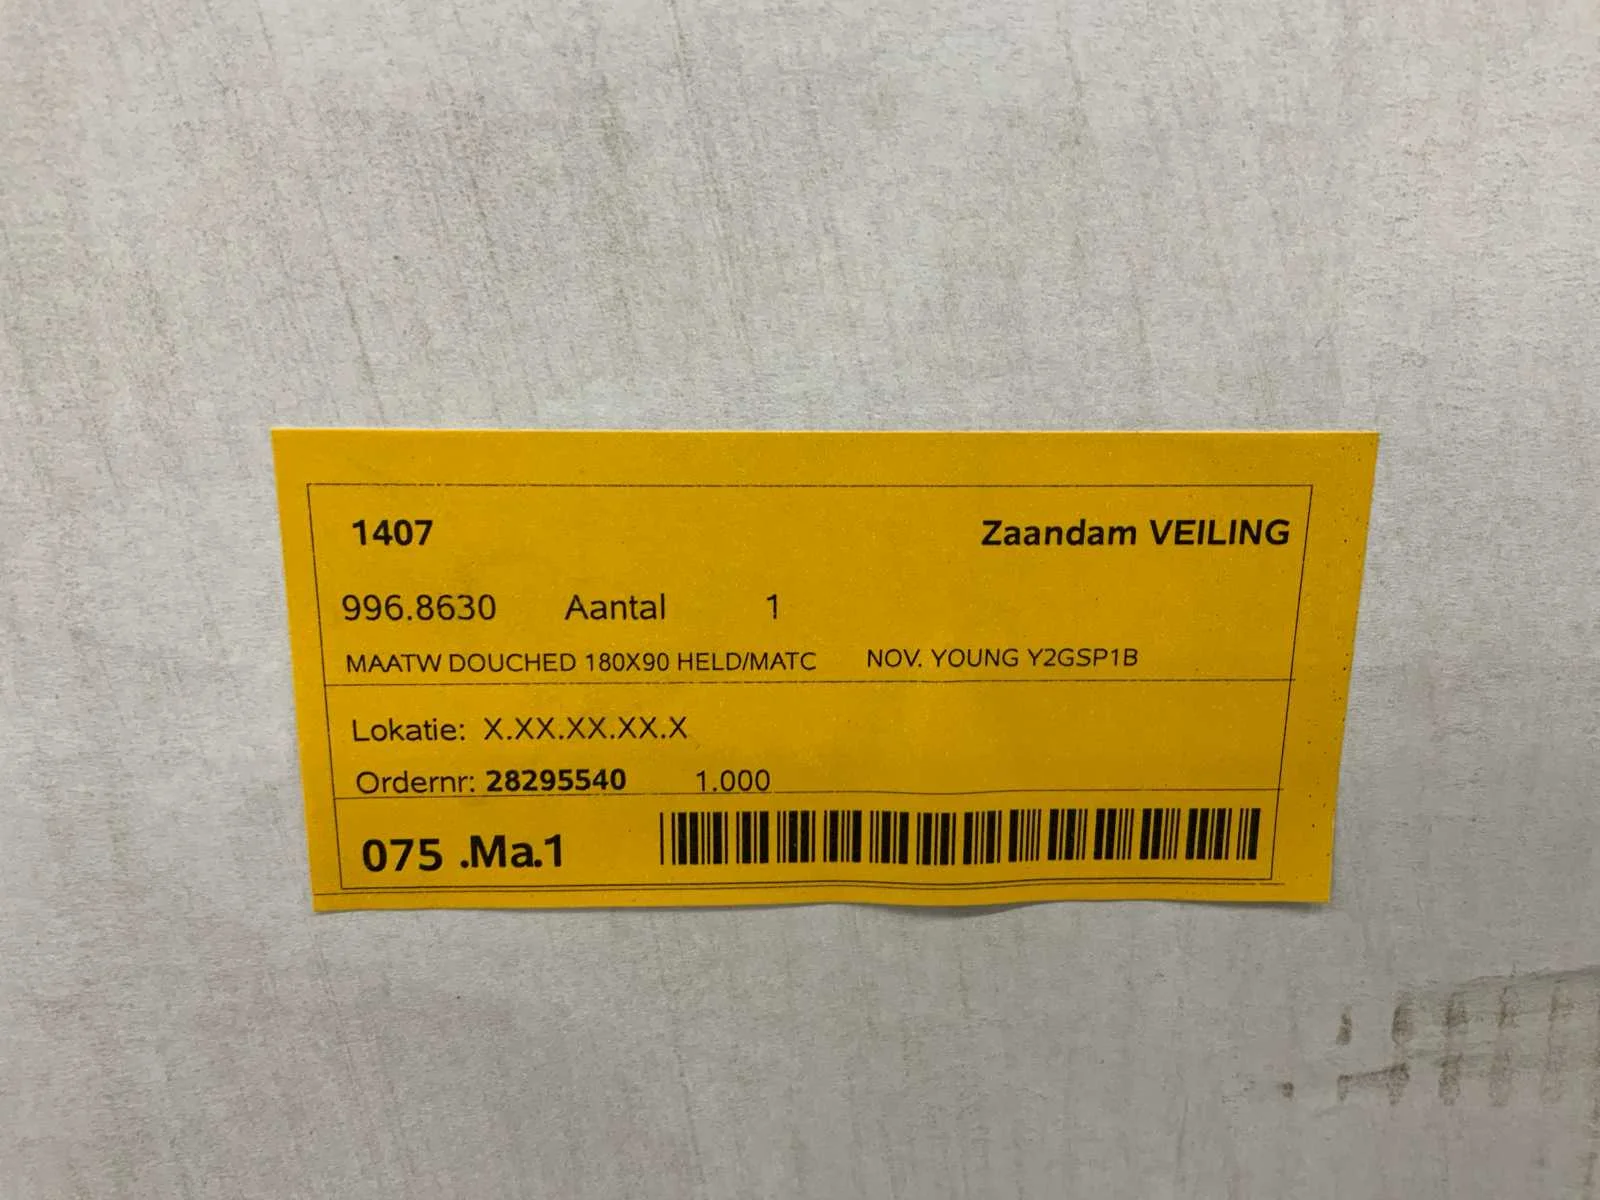 1407 Zaandam VEILING
996.8630 Aantal 1
MAATW DOUCHED 180X90 HELD/MATC NOV. YOUNG Y2GSP1B
Lokatie: X.XX.XX.XX.X
Ordernr: 28295540 1.000
075 .Ma.1